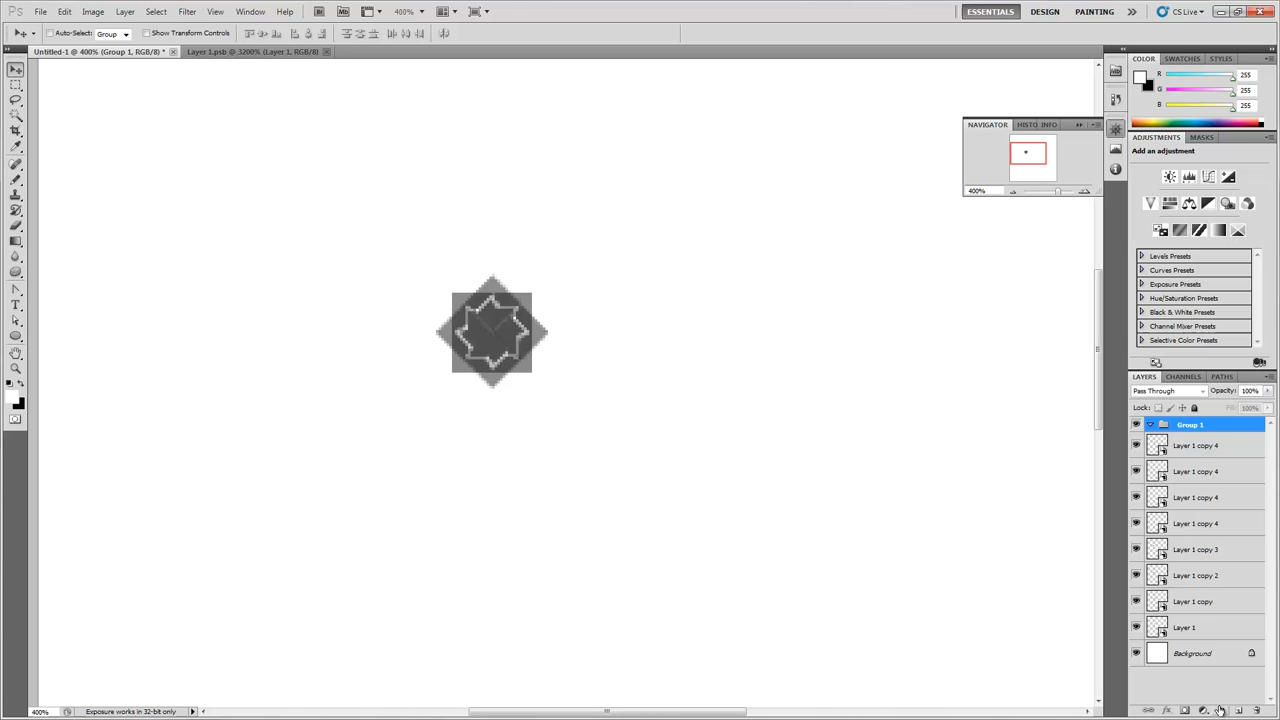 Ps File Edit Image Layer Select Filter Analysis View Window Help Br Mb 400% ESSENTIALS DESIGN PAINTING CS Live
Auto-Select: Group Show Transform Controls
Untitled-1 @ 400% (Group 1, RGB/8) * Layer 1.psb @ 3200% (Layer 1, RGB/8)
COLOR SWATCHES STYLES
R 255
G 255
B 255
NAVIGATOR HISTO INFO
400%
ADJUSTMENTS MASKS
Add an adjustment
Levels Presets
Curves Presets
Exposure Presets
Hue/Saturation Presets
Black & White Presets
Channel Mixer Presets
Selective Color Presets
LAYERS CHANNELS PATHS
Pass Through Opacity: 100%
Lock: Fill: 100%
Group 1
Layer 1 copy 4
Layer 1 copy 4
Layer 1 copy 4
Layer 1 copy 4
Layer 1 copy 3
Layer 1 copy 2
Layer 1 copy
Layer 1
Background
400% Exposure works in 32-bit only